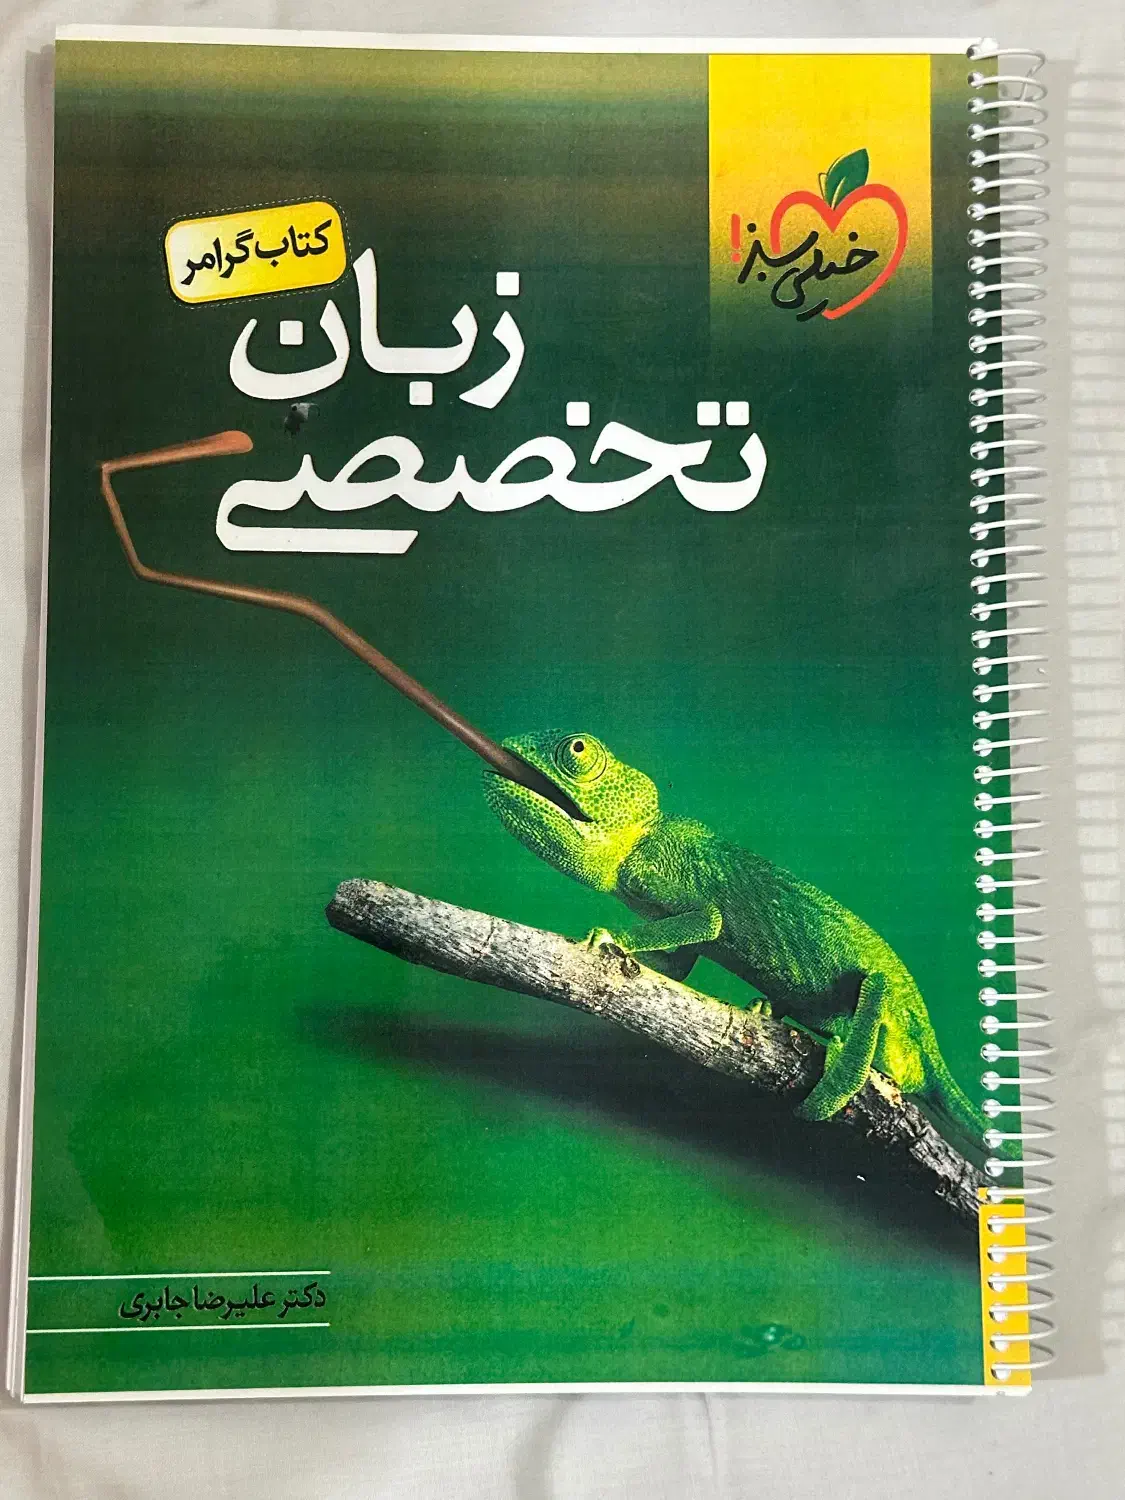 خیلی سبز!
کتاب گرامر
زبان
تخصصی
دکتر علیرضا جابری